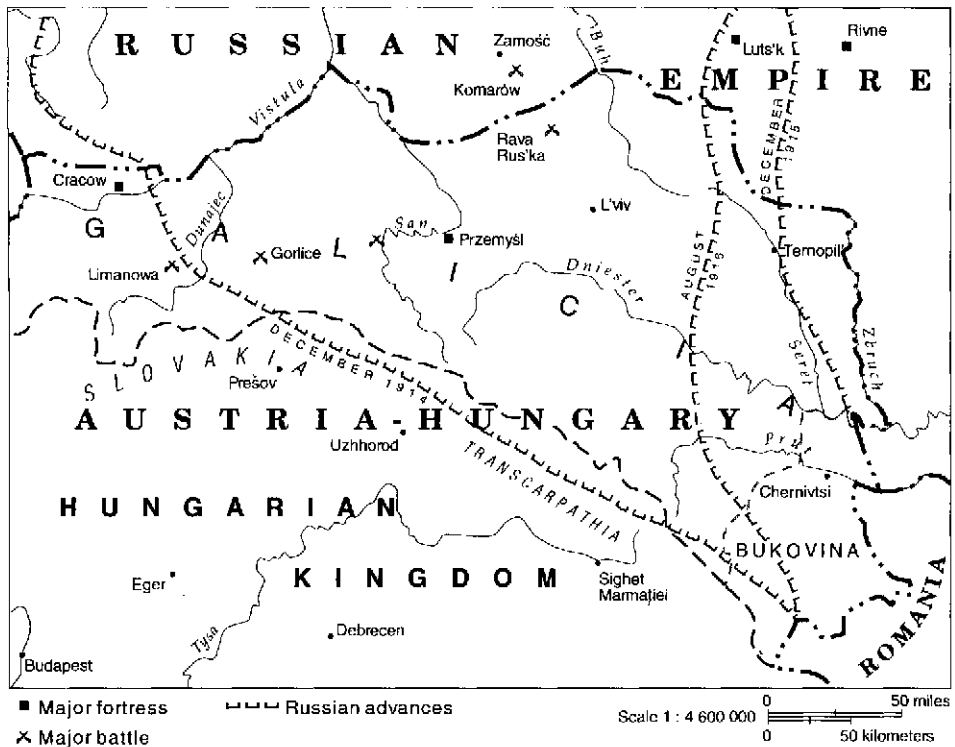 RUSSIAN
EMPIRE
Zamość
Komarów
Buh
Luts'k
Rivne
Vistula
Rava
Rus'ka
DECEMBER
1915
Cracow
Dunajec
GALICIA
San
Przemyśl
L'viv
Ternopil
Limanowa
Gorlice
Dniester
AUGUST
1916
Seret
Zbruch
SLOVAKIA
DECEMBER 1914
Prešov
AUSTRIA-HUNGARY
Uzhhorod
TRANSCARPATHIA
Prut
Chernivtsi
HUNGARIAN
KINGDOM
BUKOVINA
Eger
Sighet
Marmaţiei
ROMANIA
Tysa
Debrecen
Budapest
Major fortress
Russian advances
Major battle
Scale 1 : 4 600 000
0 50 miles
0 50 kilometers